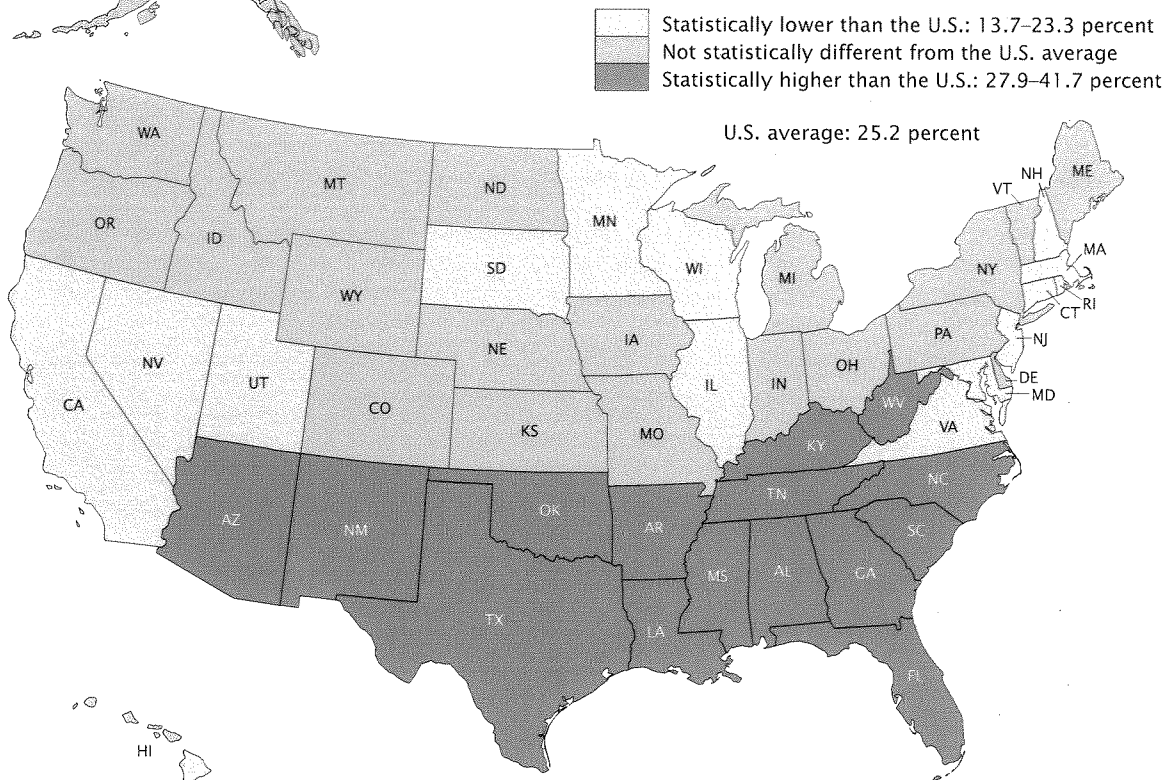 Statistically lower than the U.S.: 13.7–23.3 percent
Not statistically different from the U.S. average
Statistically higher than the U.S.: 27.9–41.7 percent
U.S. average: 25.2 percent
WA
MT
ND
MN
VT
NH
ME
OR
ID
SD
WI
MI
NY
MA
RI
CT
WY
IA
PA
NJ
NV
NE
OH
DE
MD
UT
CO
IL
IN
WV
CA
KS
MO
KY
VA
AZ
NM
OK
AR
TN
NC
SC
MS
AL
GA
TX
LA
FL
HI